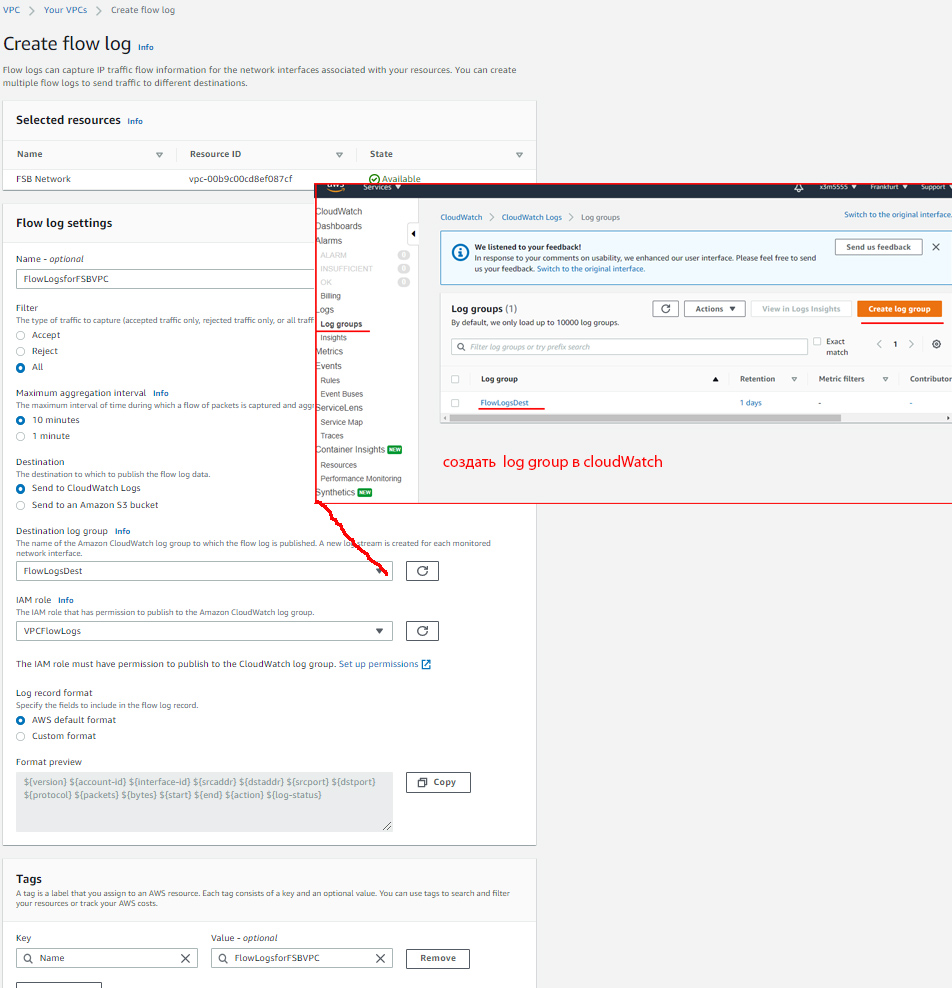 VPC > Your VPCs > Create flow log
Create flow log Info
Flow logs can capture IP traffic flow information for the network interfaces associated with your resources. You can create
multiple flow logs to send traffic to different destinations.
Selected resources Info
Name Resource ID State
FSB Network vpc-00b9c00cd8ef087cf Available
Flow log settings
Name - optional
FlowLogsforFSBVPC
Filter
The type of traffic to capture (accepted traffic only, rejected traffic only, or all traff
Accept
Reject
All
Maximum aggregation interval Info
The maximum interval of time during which a flow of packets is captured and aggr
10 minutes
1 minute
Destination
The destination to which to publish the flow log data.
Send to CloudWatch Logs
Send to an Amazon S3 bucket
Destination log group Info
The name of the Amazon CloudWatch log group to which the flow log is published. A new log stream is created for each monitored
network interface.
FlowLogsDest
IAM role Info
The IAM role that has permission to publish to the Amazon CloudWatch log group.
VPCFlowLogs
The IAM role must have permission to publish to the CloudWatch log group. Set up permissions
Log record format
Specify the fields to include in the flow log record.
AWS default format
Custom format
Format preview
${version} ${account-id} ${interface-id} ${srcaddr} ${dstaddr} ${srcport} ${dstport}
${protocol} ${packets} ${bytes} ${start} ${end} ${action} ${log-status}
Copy
Tags
A tag is a label that you assign to an AWS resource. Each tag consists of a key and an optional value. You can use tags to search and filter
your resources or track your AWS costs.
Key Value - optional
Name FlowLogsforFSBVPC Remove
aws Services x3m5555 Frankfurt Support
CloudWatch
Dashboards
Alarms
ALARM 0
INSUFFICIENT 0
OK 0
Billing
Logs
Log groups
Insights
Metrics
Events
Rules
Event Buses
ServiceLens
Service Map
Traces
Container Insights NEW
Resources
Performance Monitoring
Synthetics NEW
CloudWatch > CloudWatch Logs > Log groups
Switch to the original interface.
We listened to your feedback!
In response to your comments on usability, we enhanced our user interface. Please feel free to send
us your feedback. Switch to the original interface.
Send us feedback
Log groups (1)
By default, we only load up to 10000 log groups.
Actions View in Logs Insights Create log group
Filter log groups or try prefix search
Exact
match
1
Log group Retention Metric filters Contributor
FlowLogsDest 1 days - -
создать log group в cloudWatch